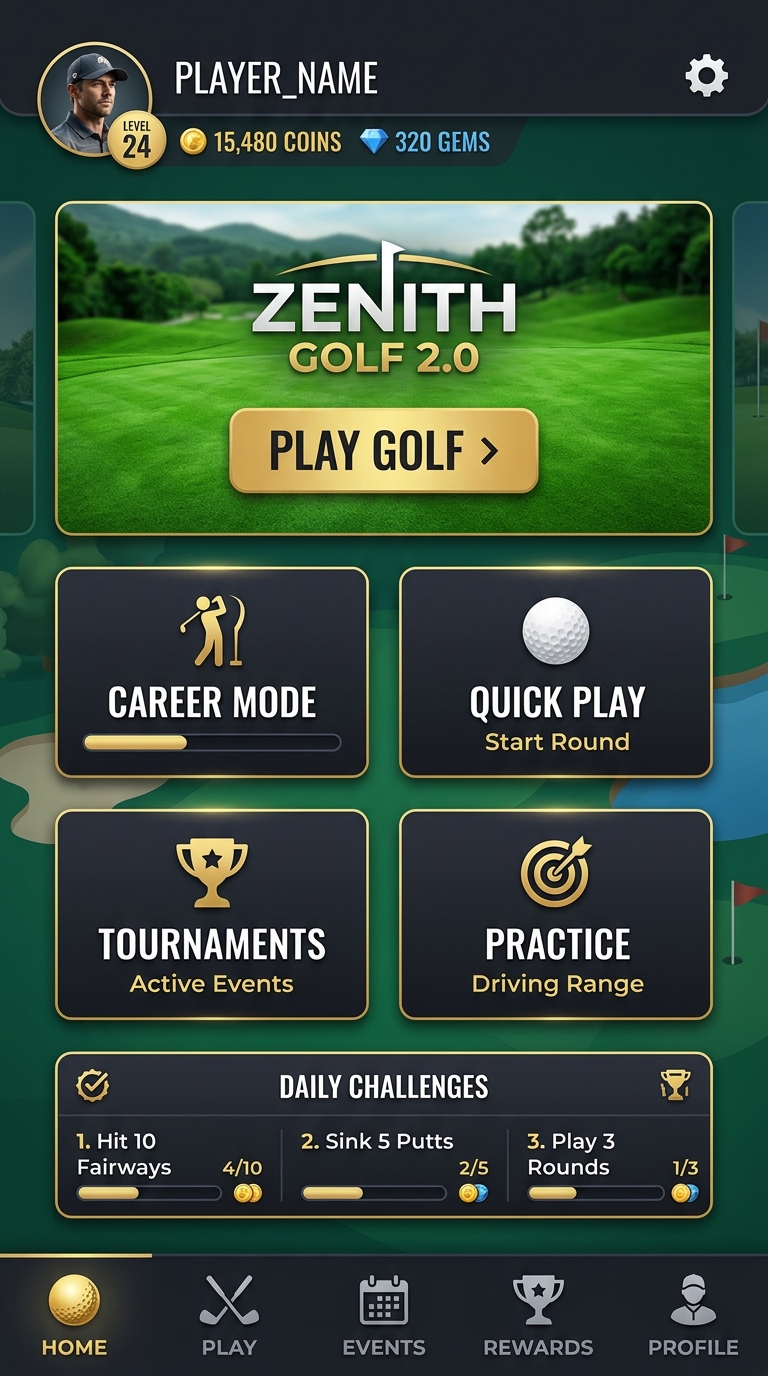 PLAYER_NAME
LEVEL
24
15,480 COINS 320 GEMS
ZENITH
GOLF 2.0
PLAY GOLF >
CAREER MODE
QUICK PLAY
Start Round
TOURNAMENTS
Active Events
PRACTICE
Driving Range
DAILY CHALLENGES
1. Hit 10
Fairways
4/10
2. Sink 5 Putts
2/5
3. Play 3
Rounds
1/3
HOME
PLAY
EVENTS
REWARDS
PROFILE